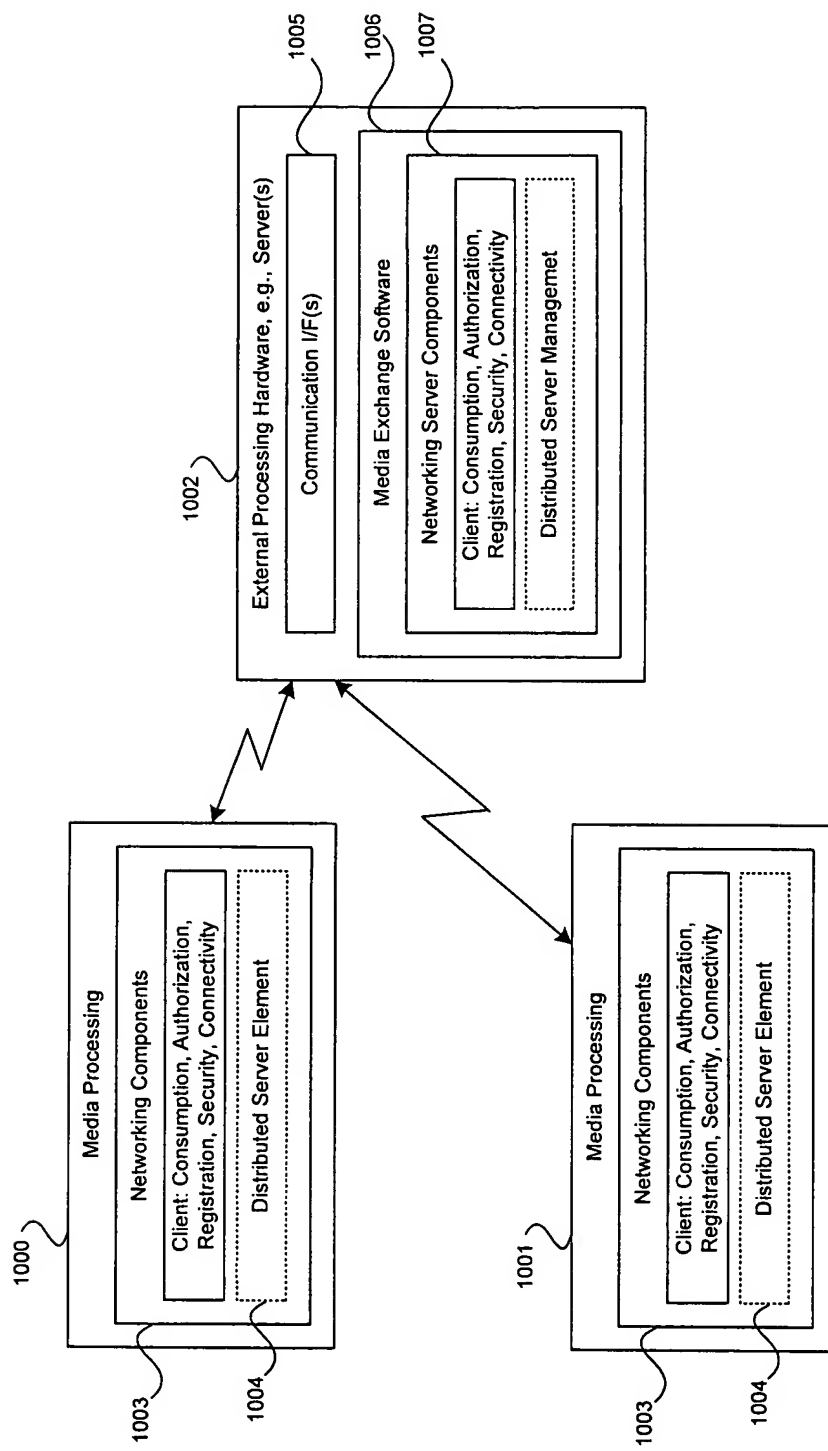 1000
Media Processing
Networking Components
Client: Consumption, Authorization,
Registration, Security, Connectivity
Distributed Server Element
1003
1004
1001
Media Processing
Networking Components
Client: Consumption, Authorization,
Registration, Security, Connectivity
Distributed Server Element
1003
1004
1002
External Processing Hardware, e.g., Server(s)
Communication I/F(s)
Media Exchange Software
Networking Server Components
Client: Consumption, Authorization,
Registration, Security, Connectivity
Distributed Server Managemet
1005
1006
1007